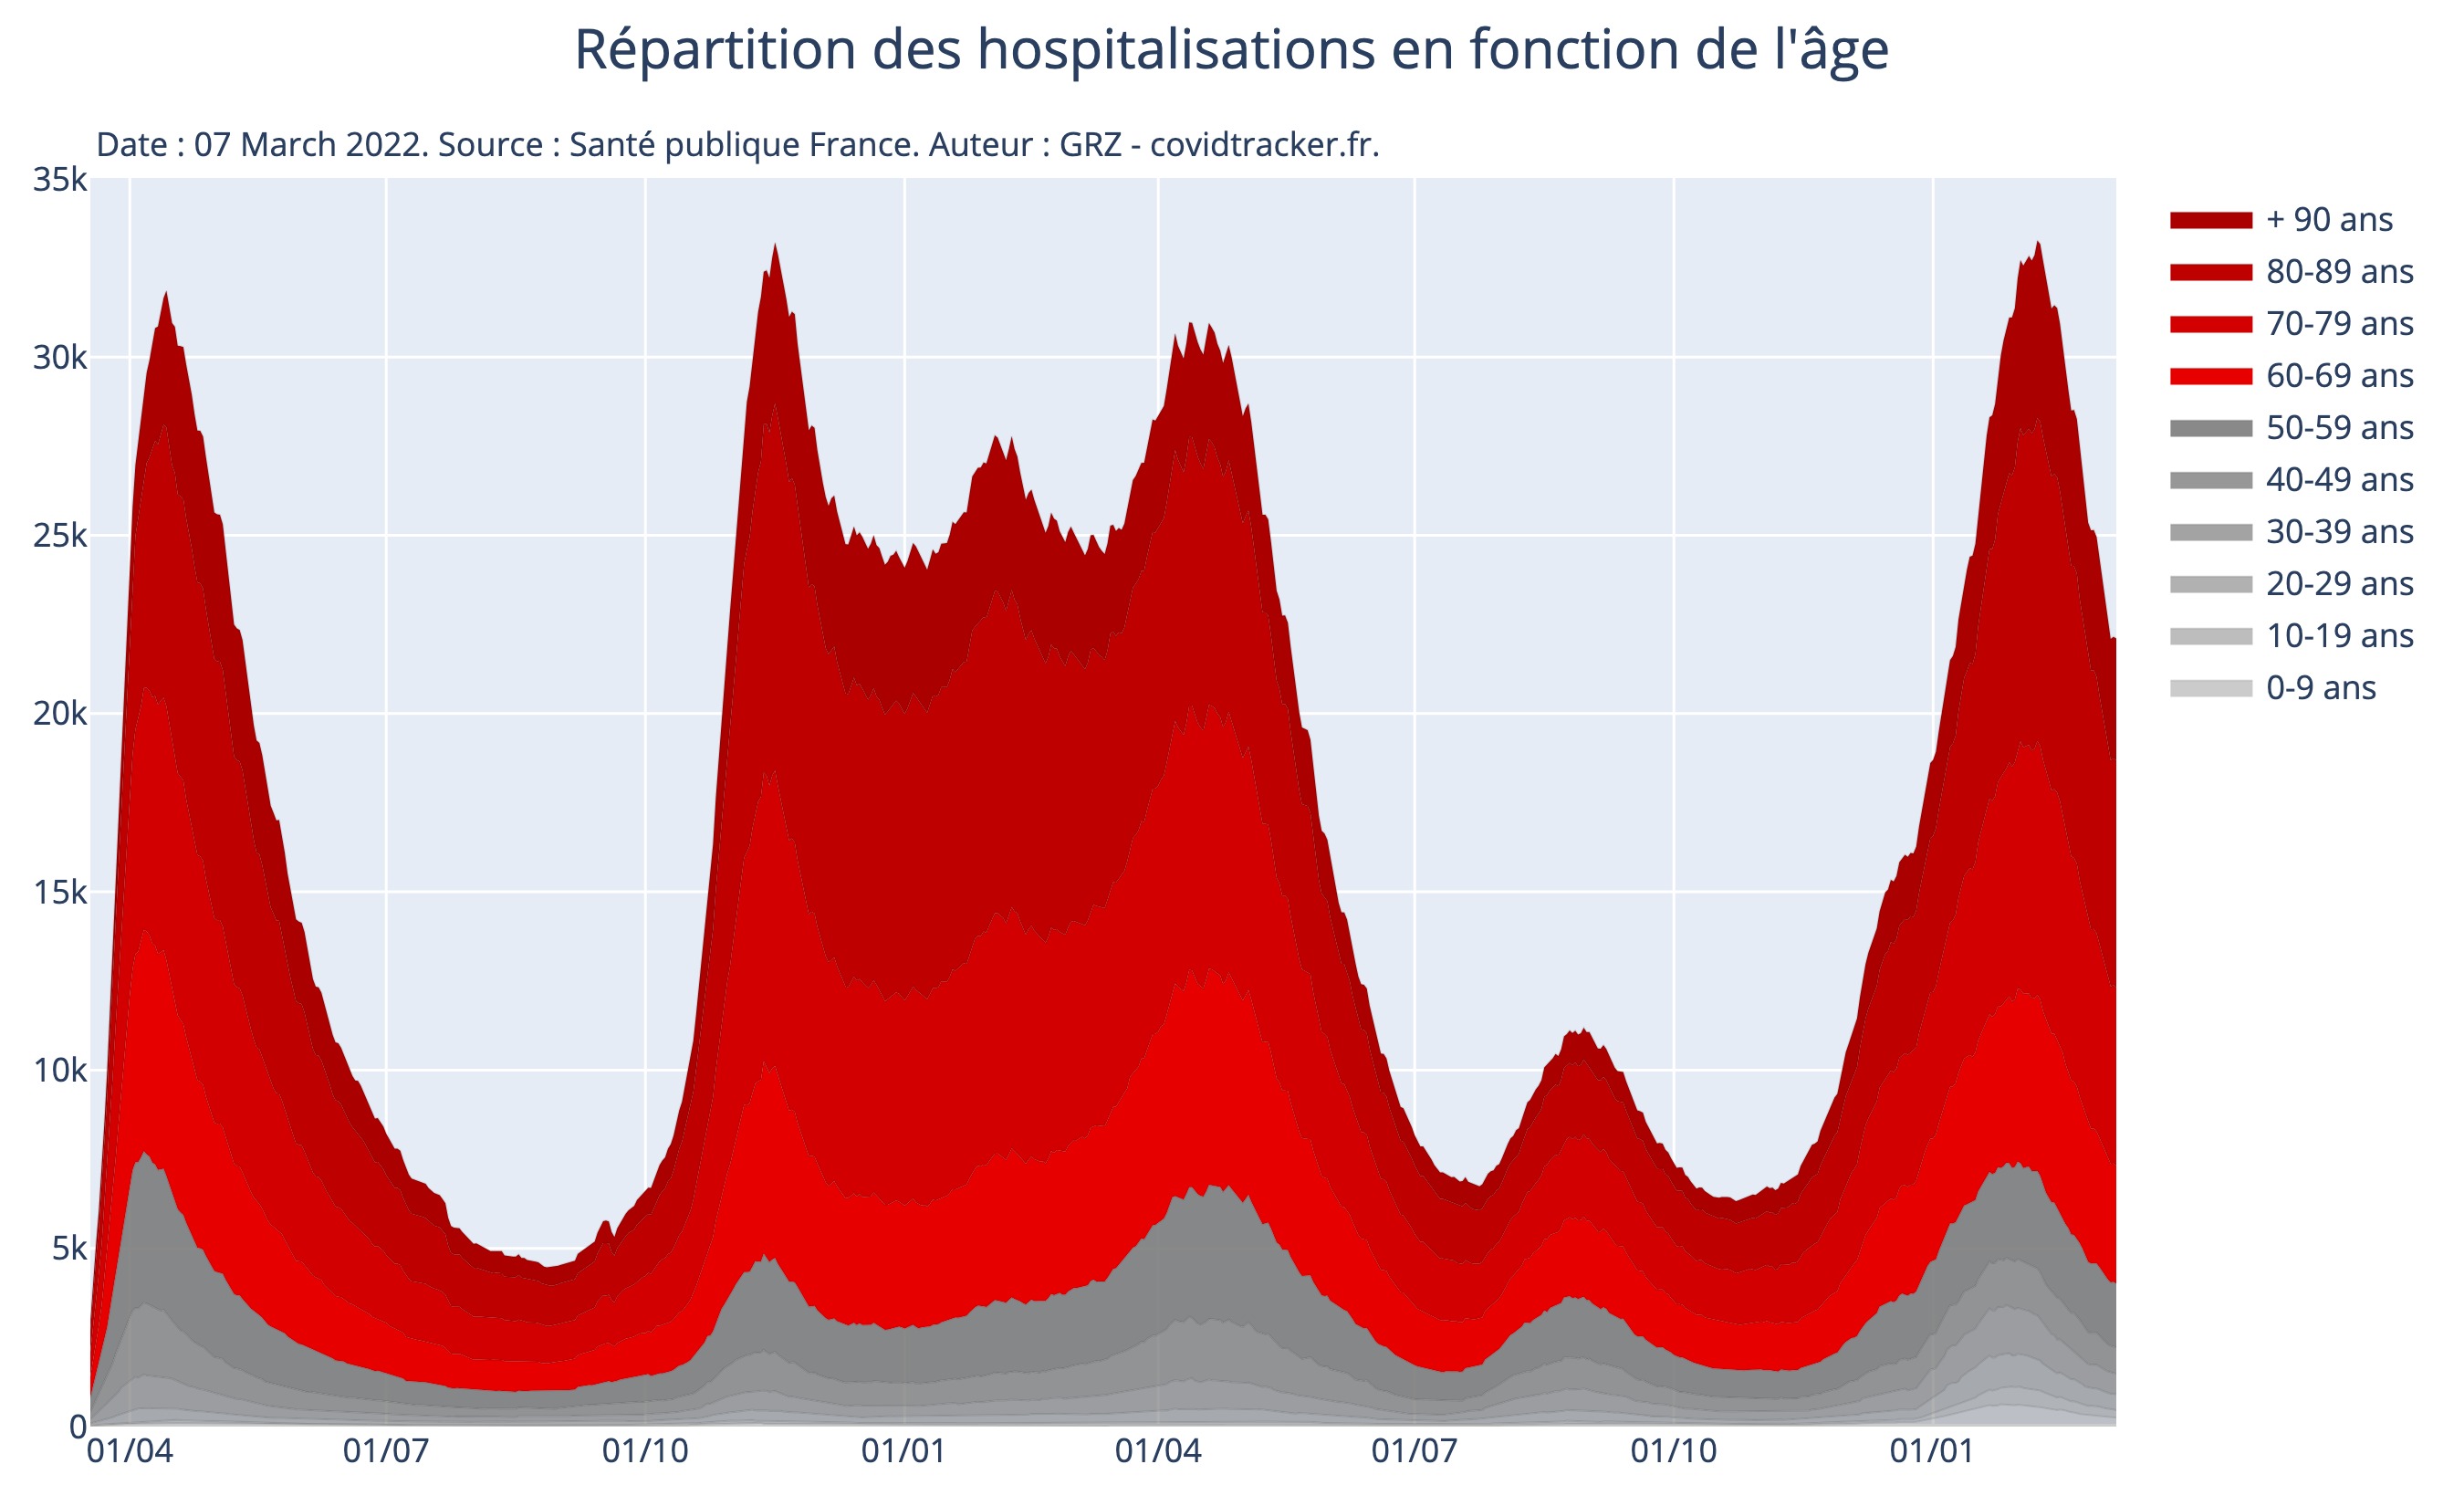 Répartition des hospitalisations en fonction de l'âge
Date : 07 March 2022. Source : Santé publique France. Auteur : GRZ - covidtracker.fr.
35k
30k
25k
20k
15k
10k
5k
0
01/04 01/07 01/10 01/01 01/04 01/07 01/10 01/01
+ 90 ans
80-89 ans
70-79 ans
60-69 ans
50-59 ans
40-49 ans
30-39 ans
20-29 ans
10-19 ans
0-9 ans